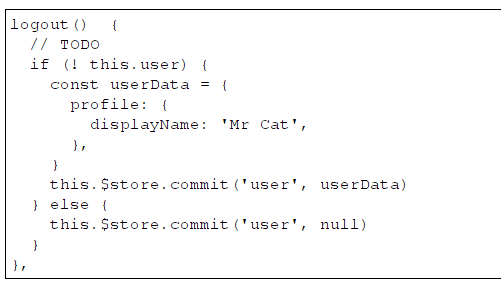 logout() {
  // TODO
  if (! this.user) {
    const userData = {
      profile: {
        displayName: 'Mr Cat',
      },
    }
    this.$store.commit('user', userData)
  } else {
    this.$store.commit('user', null)
  }
},